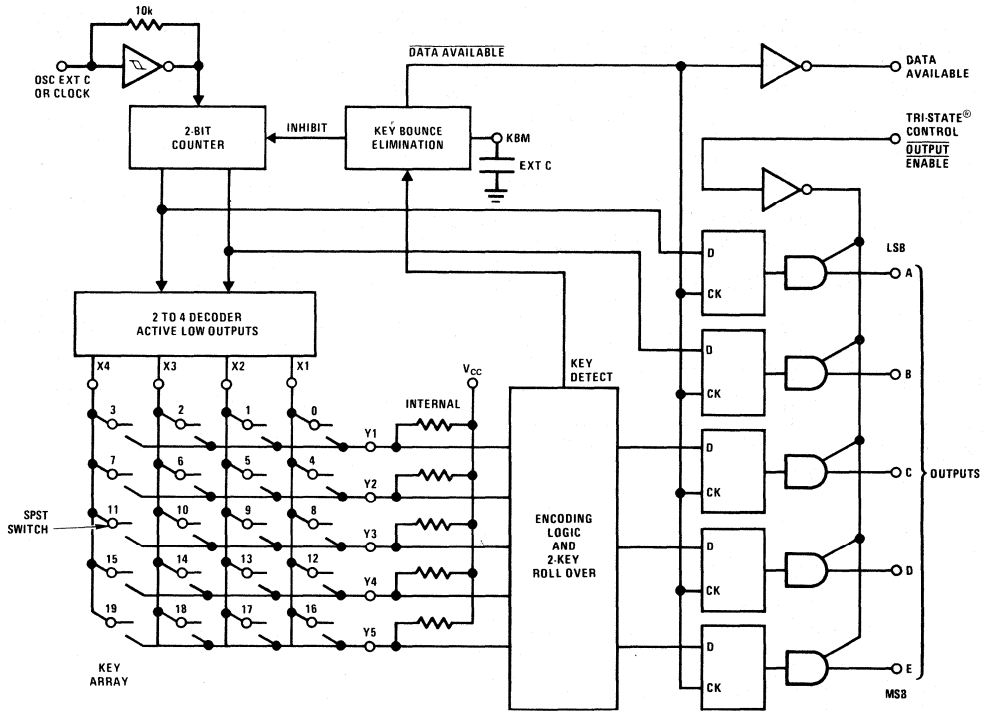 10k
OSC EXT C
OR CLOCK
DATA AVAILABLE
DATA
AVAILABLE
2-BIT
COUNTER
INHIBIT
KEY BOUNCE
ELIMINATION
KBM
EXT C
TRI-STATE®
CONTROL
OUTPUT
ENABLE
D
CK
LSB
A
2 TO 4 DECODER
ACTIVE LOW OUTPUTS
X4
X3
X2
X1
KEY
DETECT
VCC
INTERNAL
D
CK
B
3
2
1
0
Y1
7
6
5
4
Y2
D
CK
C
OUTPUTS
SPST
SWITCH
11
10
9
8
Y3
ENCODING
LOGIC
AND
2-KEY
ROLL OVER
D
CK
D
15
14
13
12
Y4
19
18
17
16
Y5
D
CK
E
MSB
KEY
ARRAY